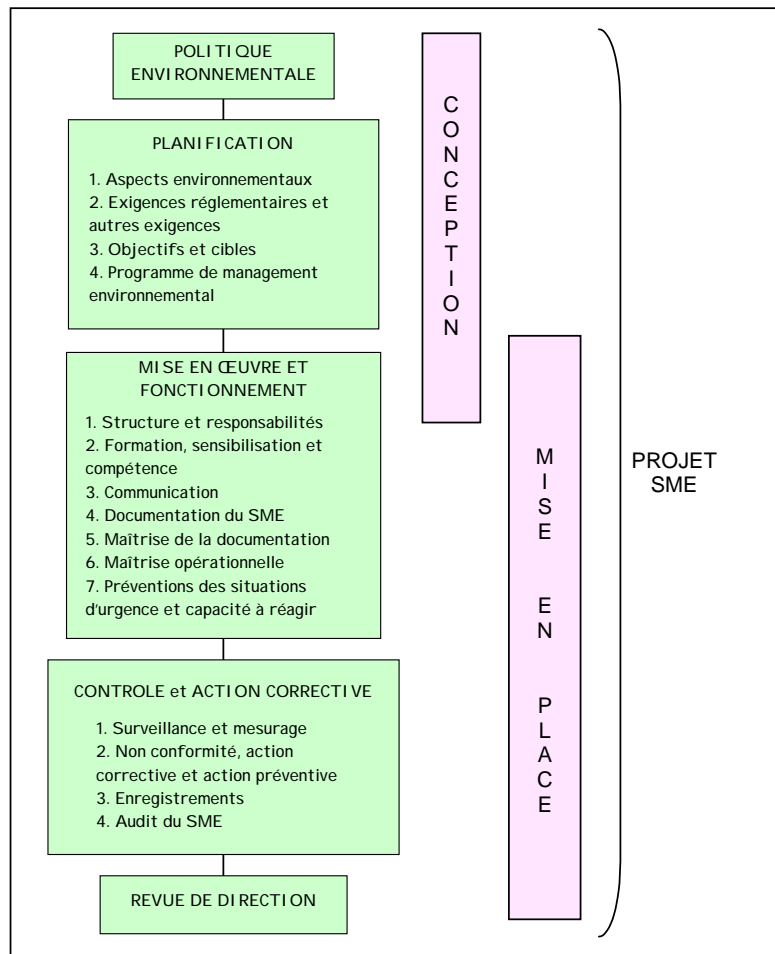 POLITIQUE
ENVIRONNEMENTALE
PLANIFICATION
1. Aspects environnementaux
2. Exigences réglementaires et
autres exigences
3. Objectifs et cibles
4. Programme de management
environnemental
MISE EN ŒUVRE ET
FONCTIONNEMENT
1. Structure et responsabilités
2. Formation, sensibilisation et
compétence
3. Communication
4. Documentation du SME
5. Maîtrise de la documentation
6. Maîtrise opérationnelle
7. Préventions des situations
d'urgence et capacité à réagir
CONTROLE et ACTION CORRECTIVE
1. Surveillance et mesurage
2. Non conformité, action
corrective et action préventive
3. Enregistrements
4. Audit du SME
REVUE DE DIRECTION
CONCEPTION
MISE EN PLACE
PROJET
SME